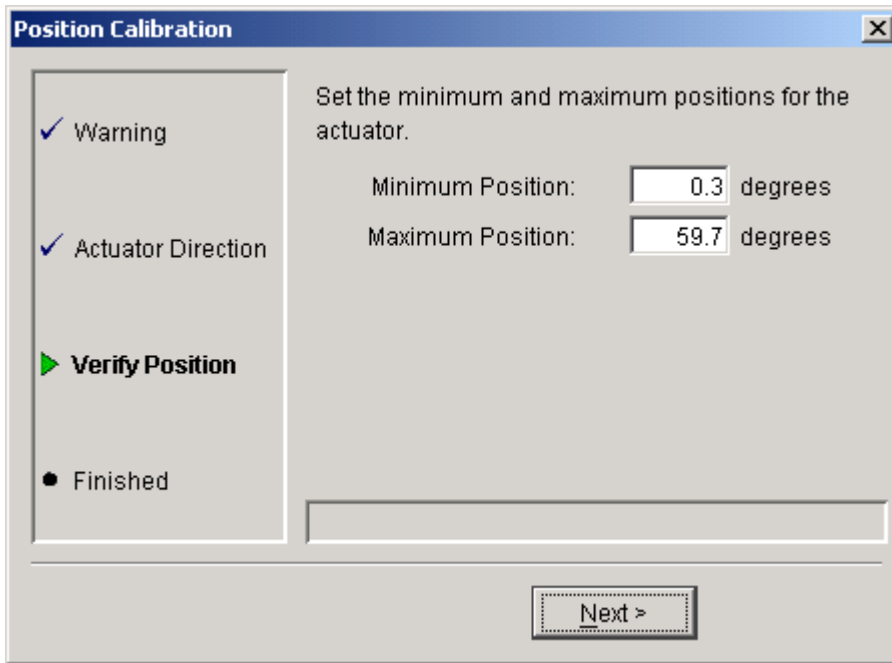 Position Calibration
Warning
Actuator Direction
Verify Position
Finished
Set the minimum and maximum positions for the
actuator.
Minimum Position: 0.3 degrees
Maximum Position: 59.7 degrees
Next >